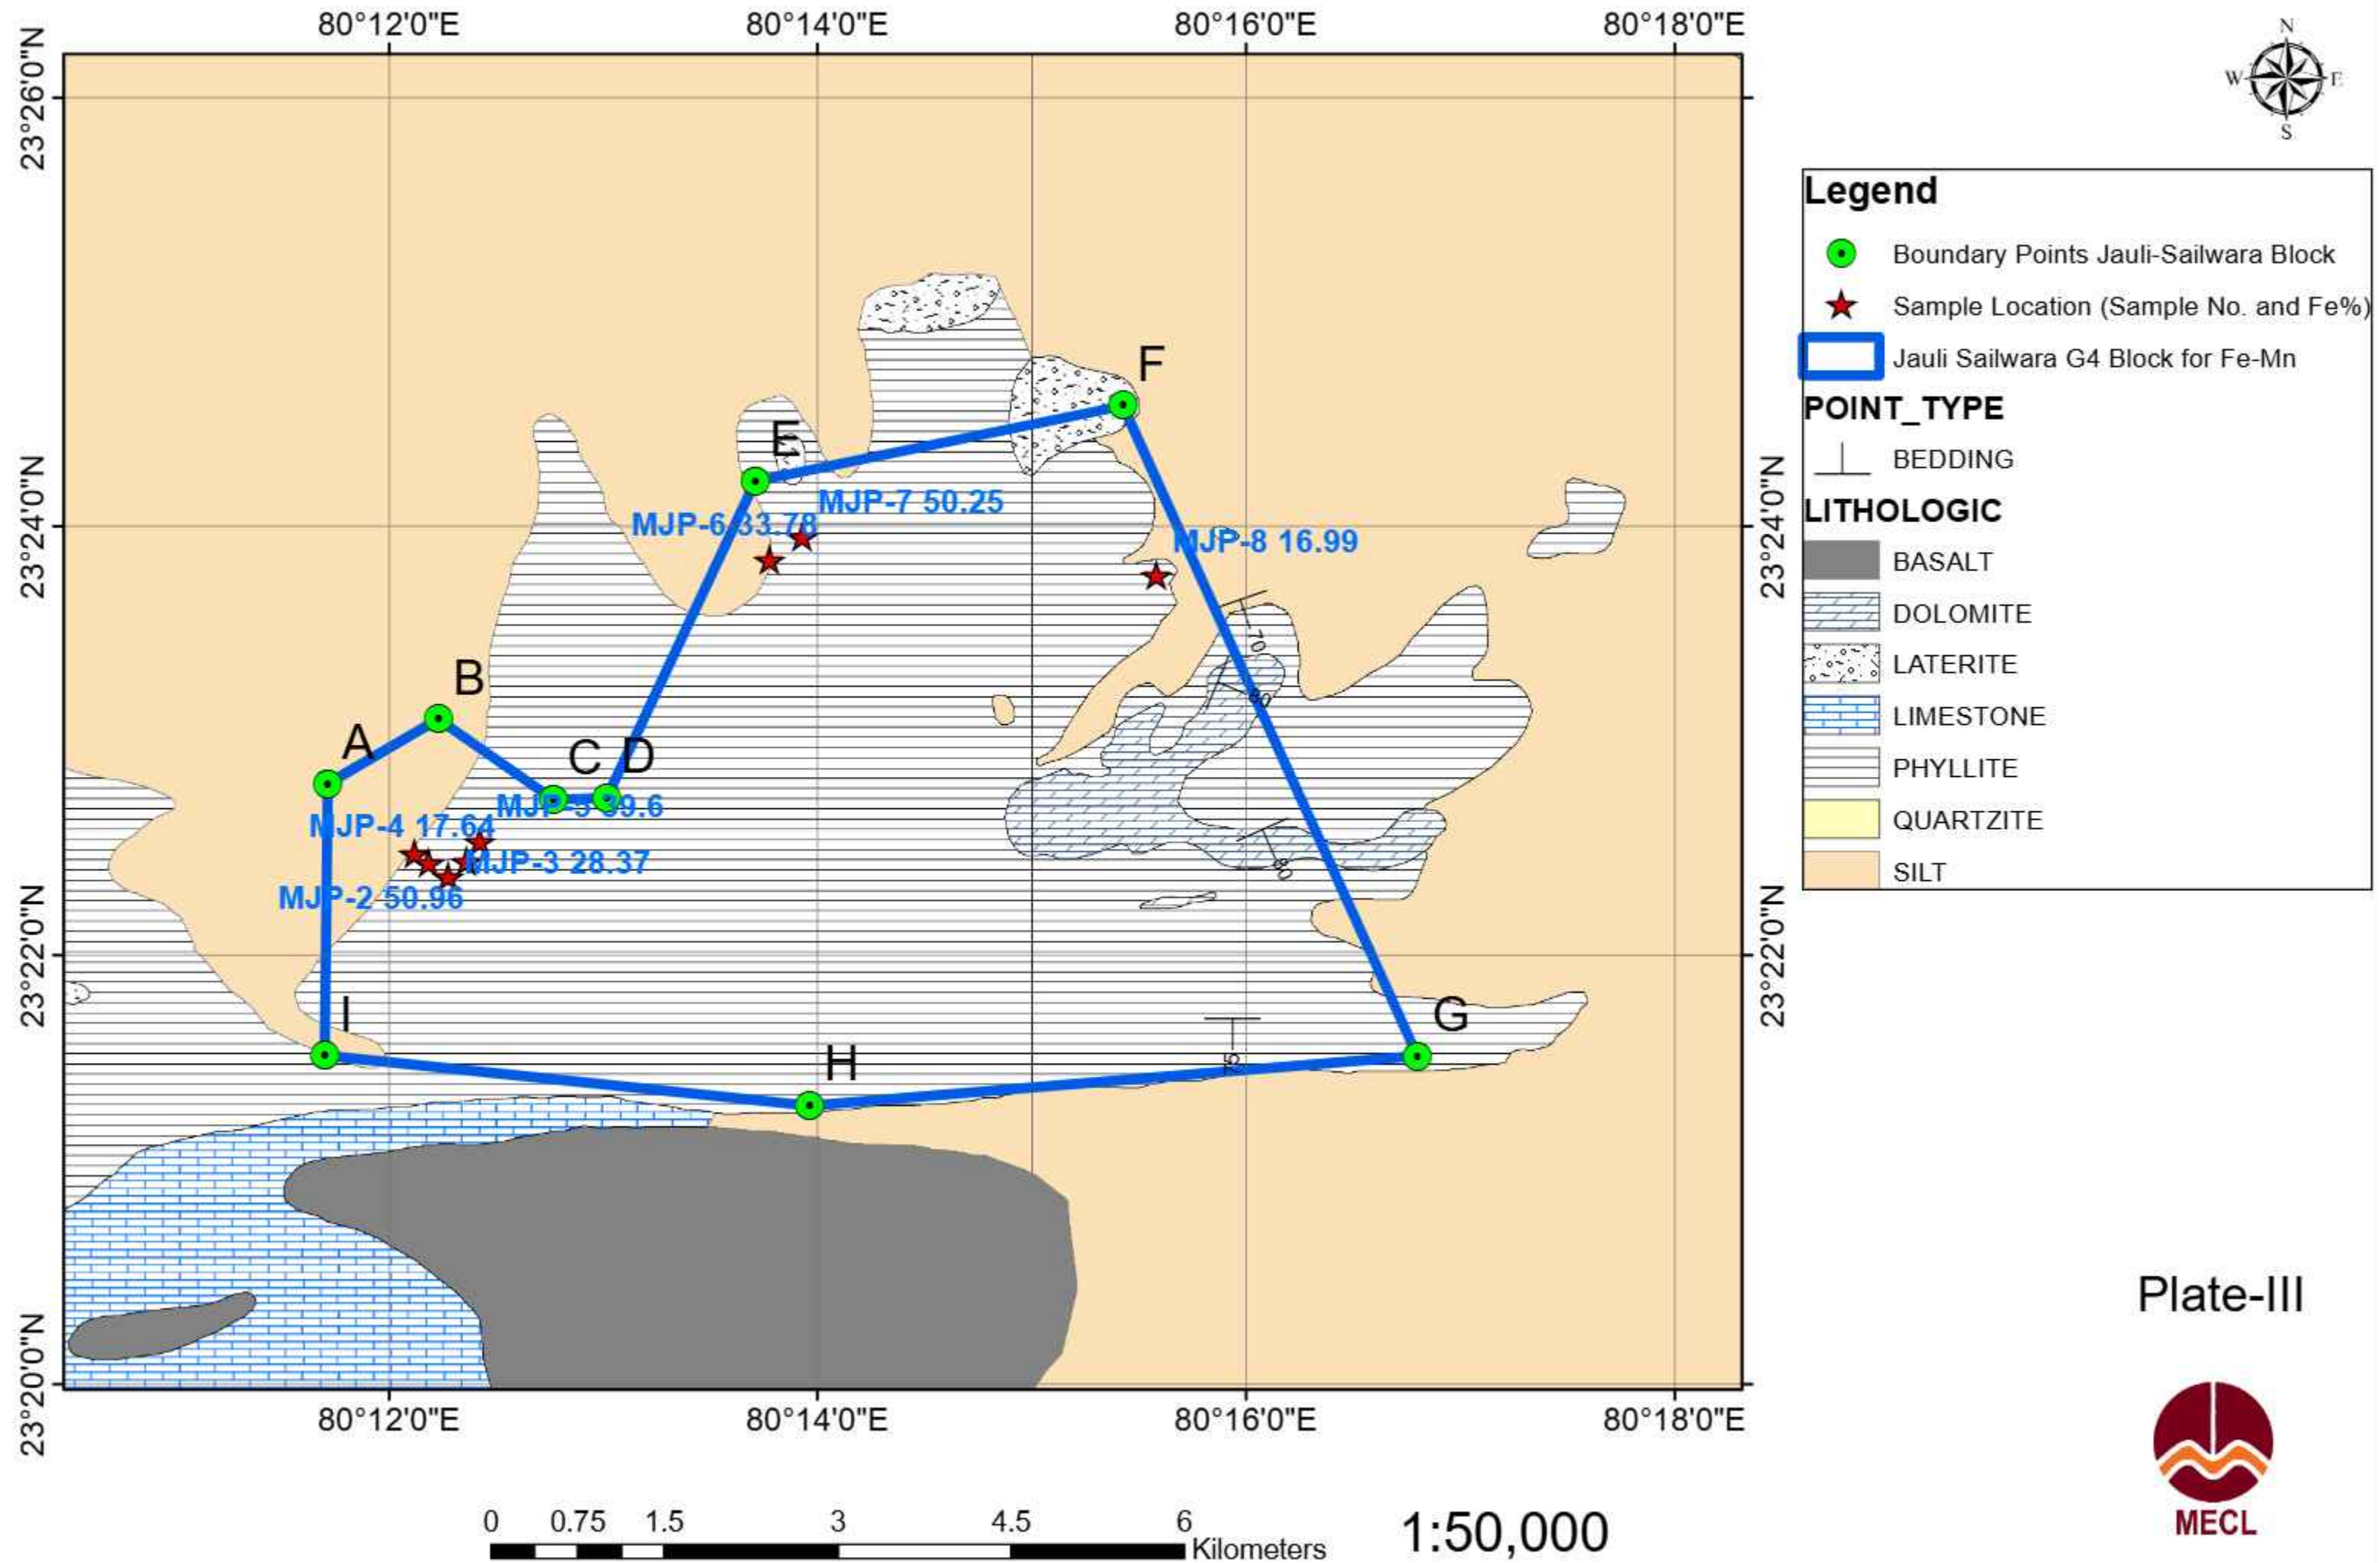 80°12'0"E 80°14'0"E 80°16'0"E 80°18'0"E
N
W E
S
23°26'0"N
23°24'0"N
23°22'0"N
23°20'0"N
23°24'0"N
23°22'0"N
F
E
MJP-7 50.25
MJP-6 33.78
MJP-8 16.99
70
B
80
A
C D
MJP-5 39.6
MJP-4 17.64
MJP-3 28.37
80
MJP-2 50.96
I
G
H
75
80°12'0"E 80°14'0"E 80°16'0"E 80°18'0"E
Legend
Boundary Points Jauli-Sailwara Block
Sample Location (Sample No. and Fe%)
Jauli Sailwara G4 Block for Fe-Mn
POINT_TYPE
BEDDING
LITHOLOGIC
BASALT
DOLOMITE
LATERITE
LIMESTONE
PHYLLITE
QUARTZITE
SILT
Plate-III
MECL
0 0.75 1.5 3 4.5 6
Kilometers
1:50,000